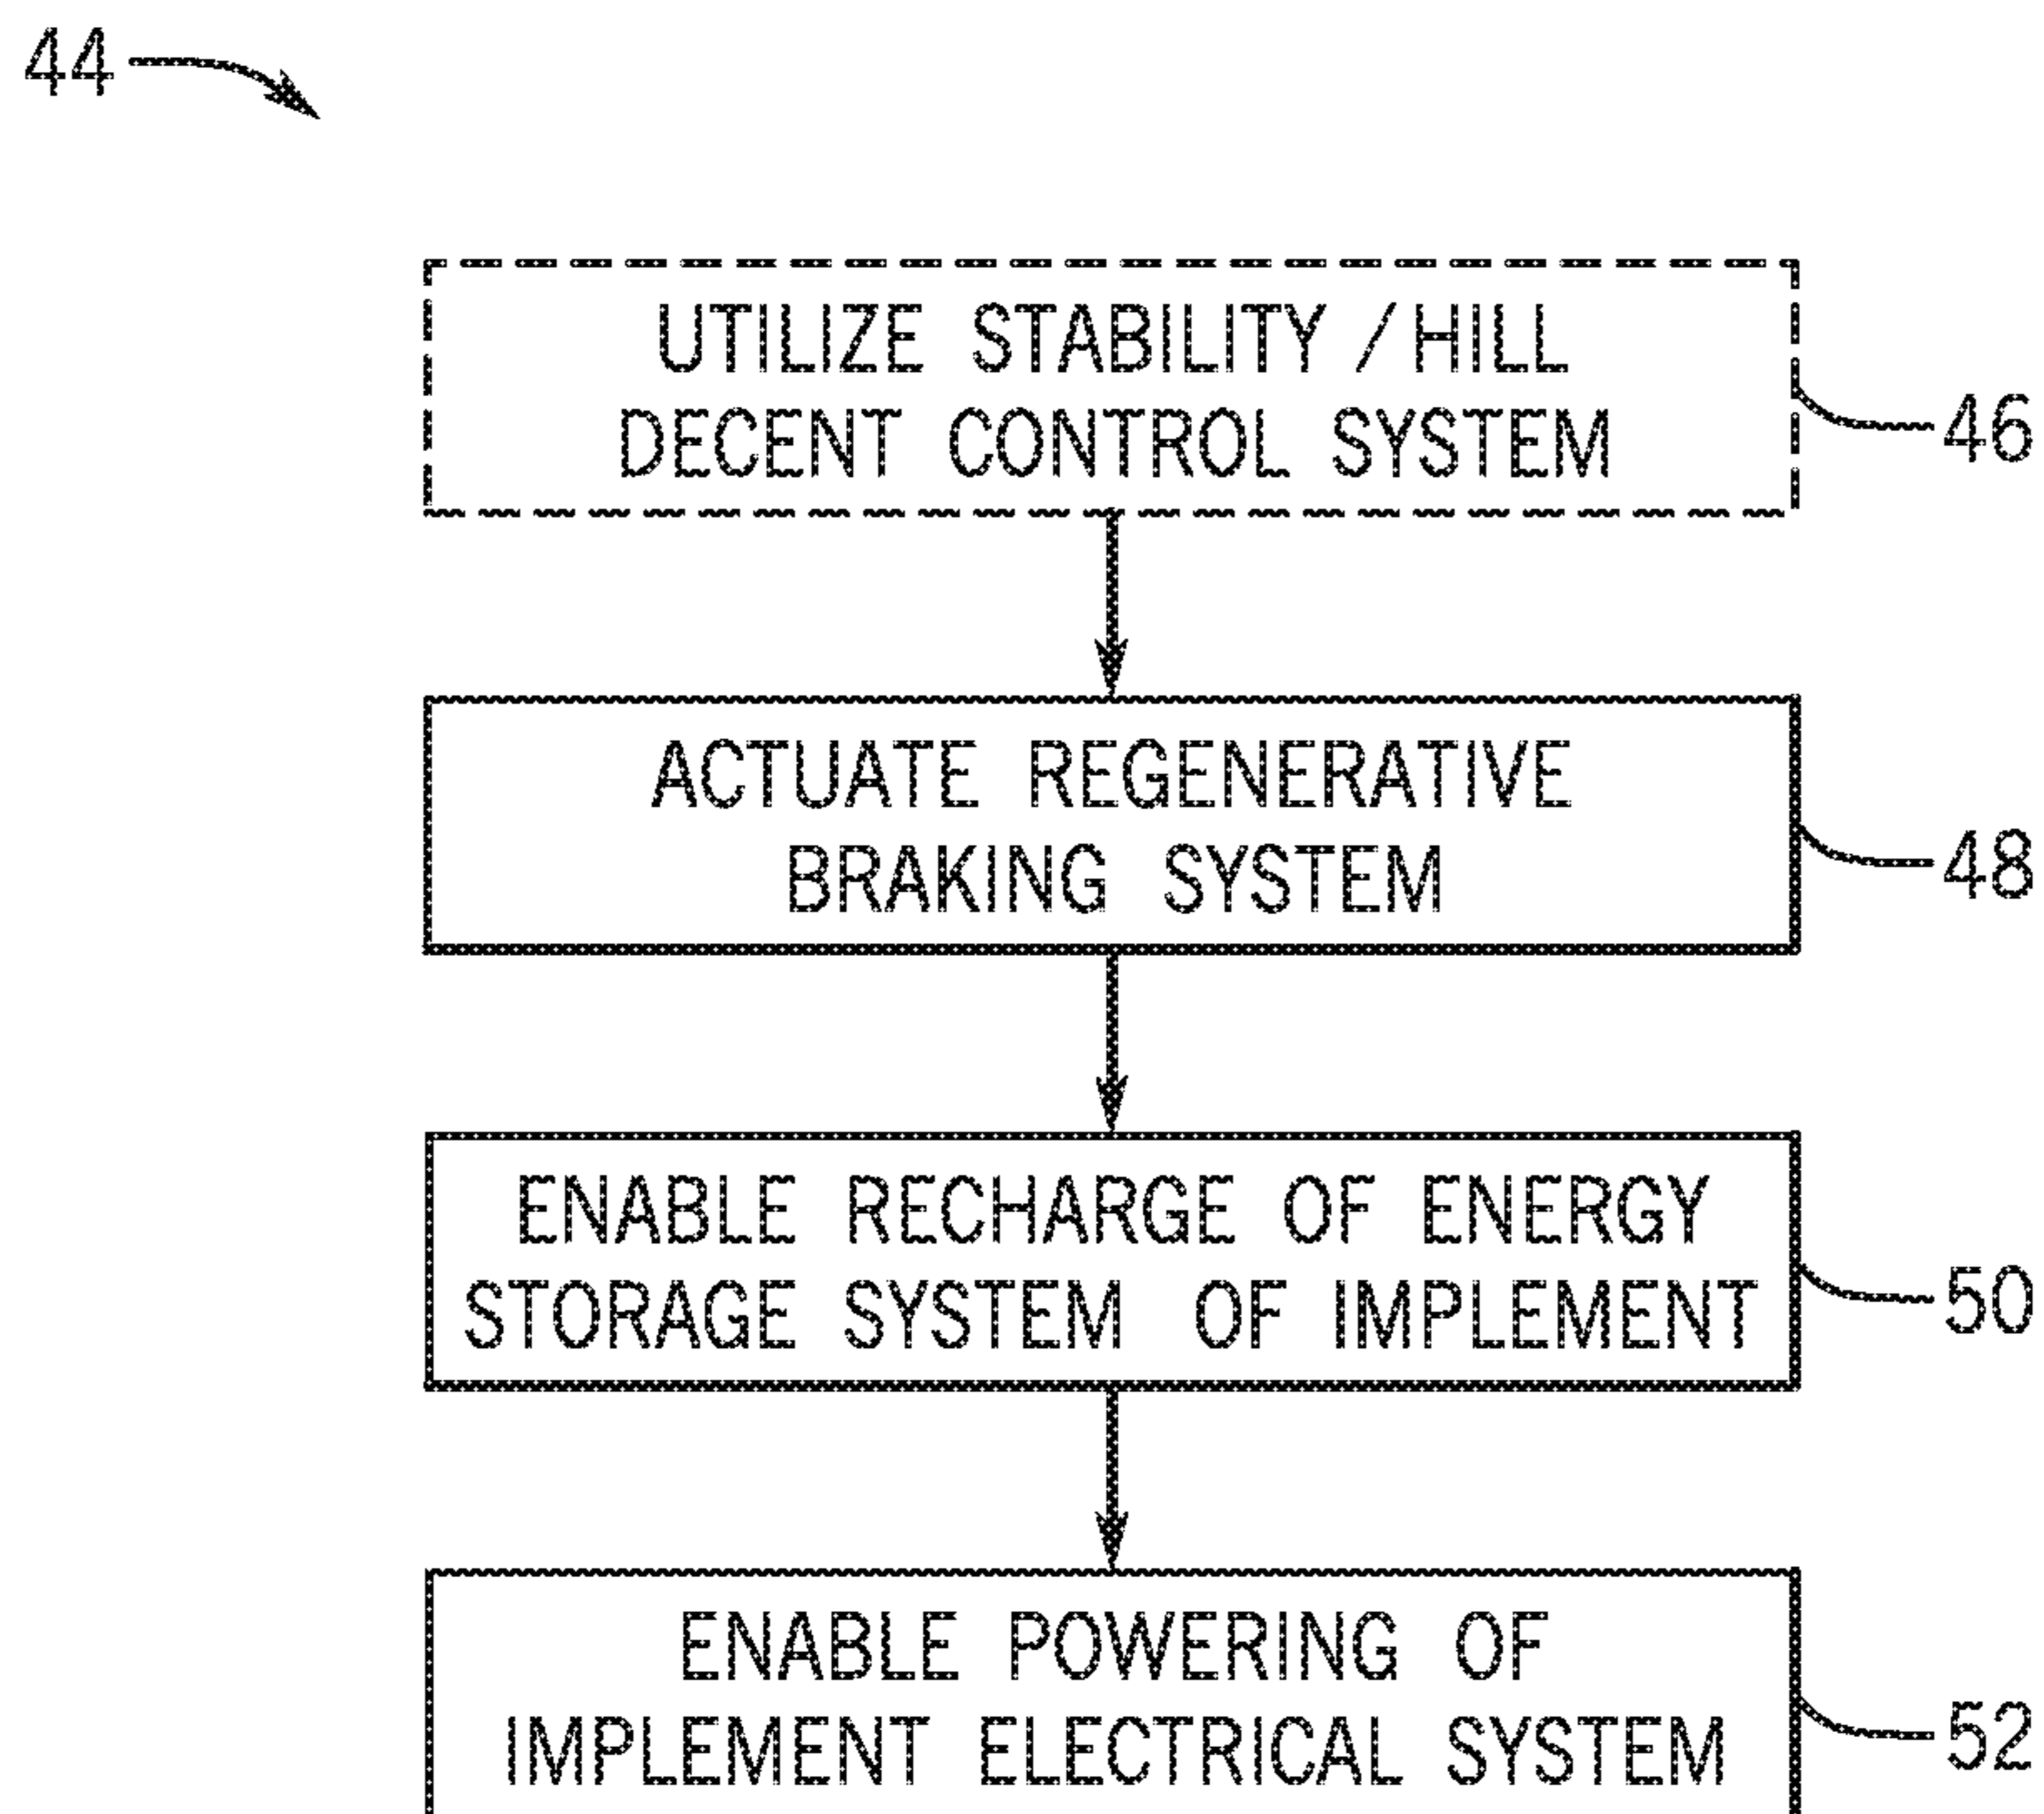 44
UTILIZE STABILITY / HILL
DECENT CONTROL SYSTEM
46
ACTUATE REGENERATIVE
BRAKING SYSTEM
48
ENABLE RECHARGE OF ENERGY
STORAGE SYSTEM OF IMPLEMENT
50
ENABLE POWERING OF
IMPLEMENT ELECTRICAL SYSTEM
52